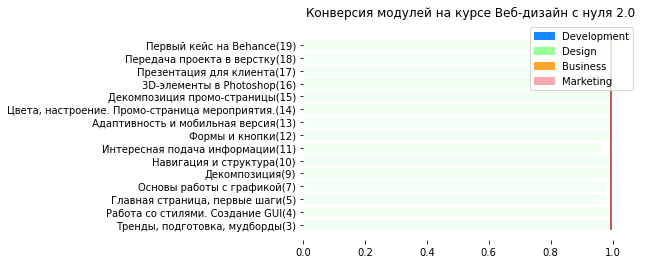 Конверсия модулей на курсе Веб-дизайн с нуля 2.0
Development
Design
Business
Marketing
Первый кейс на Behance(19)
Передача проекта в верстку(18)
Презентация для клиента(17)
3D-элементы в Photoshop(16)
Декомпозиция промо-страницы(15)
Цвета, настроение. Промо-страница мероприятия.(14)
Адаптивность и мобильная версия(13)
Формы и кнопки(12)
Интересная подача информации(11)
Навигация и структура(10)
Декомпозиция(9)
Основы работы с графикой(7)
Главная страница, первые шаги(5)
Работа со стилями. Создание GUI(4)
Тренды, подготовка, мудборды(3)
0.0 0.2 0.4 0.6 0.8 1.0